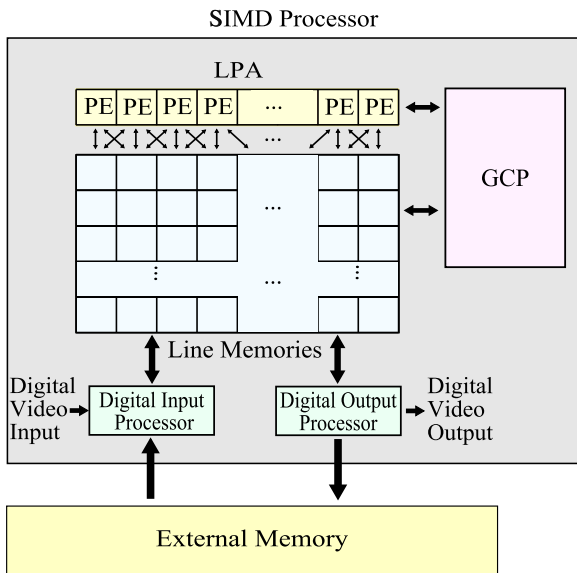 SIMD Processor
LPA
PE PE PE PE ... PE PE
...
GCP
...
... ... ...
Line Memories
Digital Video Input
Digital Input Processor
Digital Output Processor
Digital Video Output
External Memory